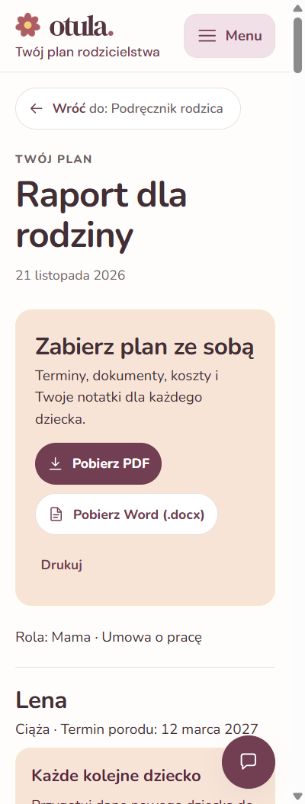 otula.
Twój plan rodzicielstwa
Menu
Wróć do: Podręcznik rodzica
TWÓJ PLAN
Raport dla
rodziny
21 listopada 2026
Zabierz plan ze sobą
Terminy, dokumenty, koszty i
Twoje notatki dla każdego
dziecka.
Pobierz PDF
Pobierz Word (.docx)
Drukuj
Rola: Mama · Umowa o pracę
Lena
Ciąża · Termin porodu: 12 marca 2027
Każde kolejne dziecko